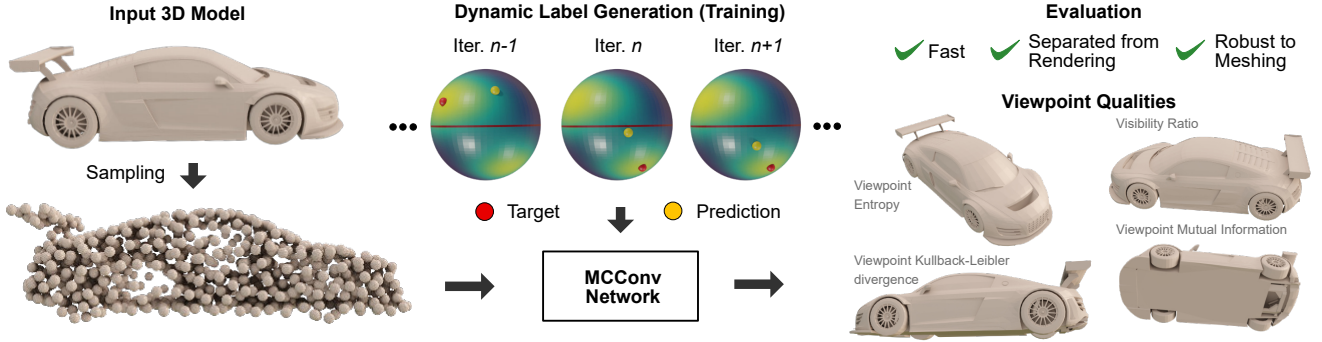 Input 3D Model
Sampling
Dynamic Label Generation (Training)
Iter. n-1
Iter. n
Iter. n+1
Target
Prediction
MCConv
Network
Evaluation
Fast
Separated from
Rendering
Robust to
Meshing
Viewpoint Qualities
Visibility Ratio
Viewpoint
Entropy
Viewpoint Mutual Information
Viewpoint Kullback-Leibler
divergence